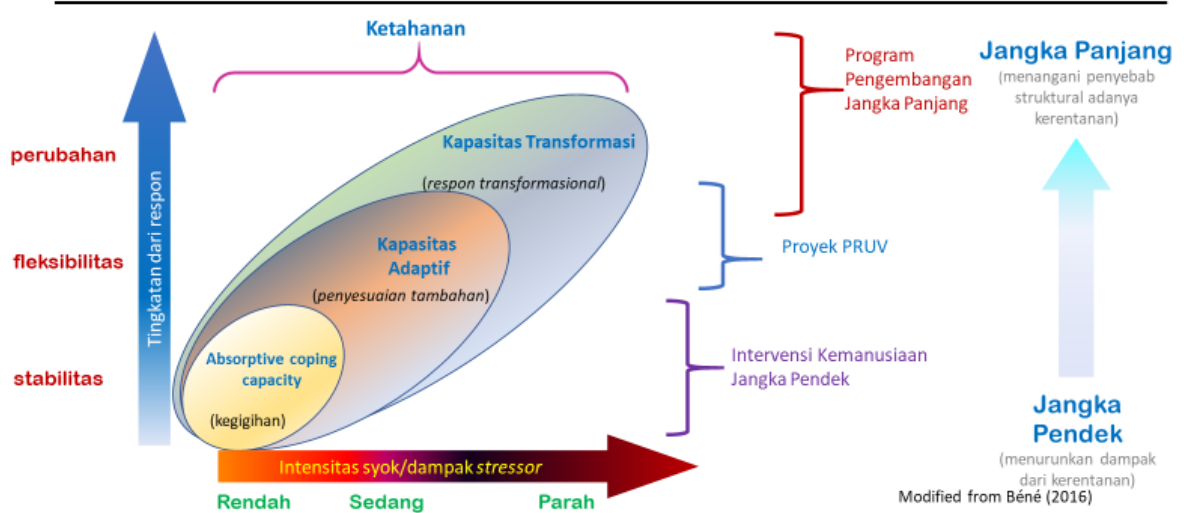 Ketahanan
perubahan
fleksibilitas
stabilitas
Tingkatan dari respon
Kapasitas Transformasi
(respon transformasional)
Kapasitas
Adaptif
(penyesuaian tambahan)
Absorptive coping
capacity
(kegigihan)
Intensitas syok/dampak stressor
Rendah
Sedang
Parah
Program
Pengembangan
Jangka Panjang
Proyek PRUV
Intervensi Kemanusiaan
Jangka Pendek
Jangka Panjang
(menangani penyebab
struktural adanya
kerentanan)
Jangka
Pendek
(menurunkan dampak
dari kerentanan)
Modified from Béné (2016)